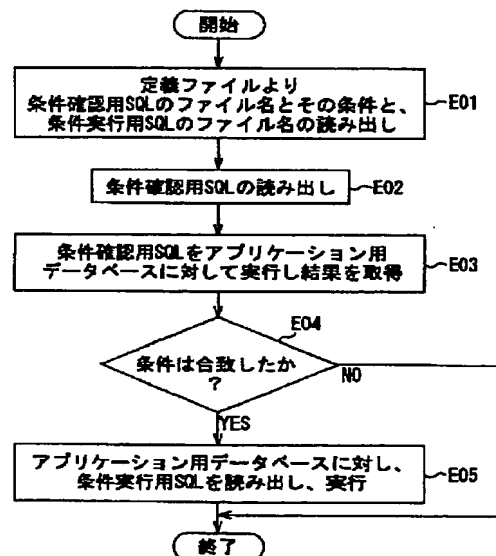 開始
定義ファイルより
条件確認用SQLのファイル名とその条件と、
条件実行用SQLのファイル名の読み出し
E01
条件確認用SQLの読み出し
E02
条件確認用SQLをアプリケーション用
データベースに対して実行し結果を取得
E03
E04
条件は合致したか
?
NO
YES
アプリケーション用データベースに対し、
条件実行用SQLを読み出し、実行
E05
終了